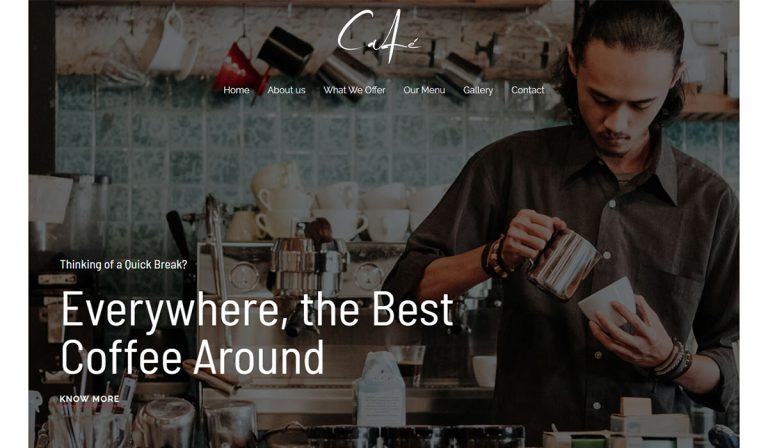 Café
Home About us What We Offer Our Menu Gallery Contact
Thinking of a Quick Break?
Everywhere, the Best
Coffee Around
KNOW MORE